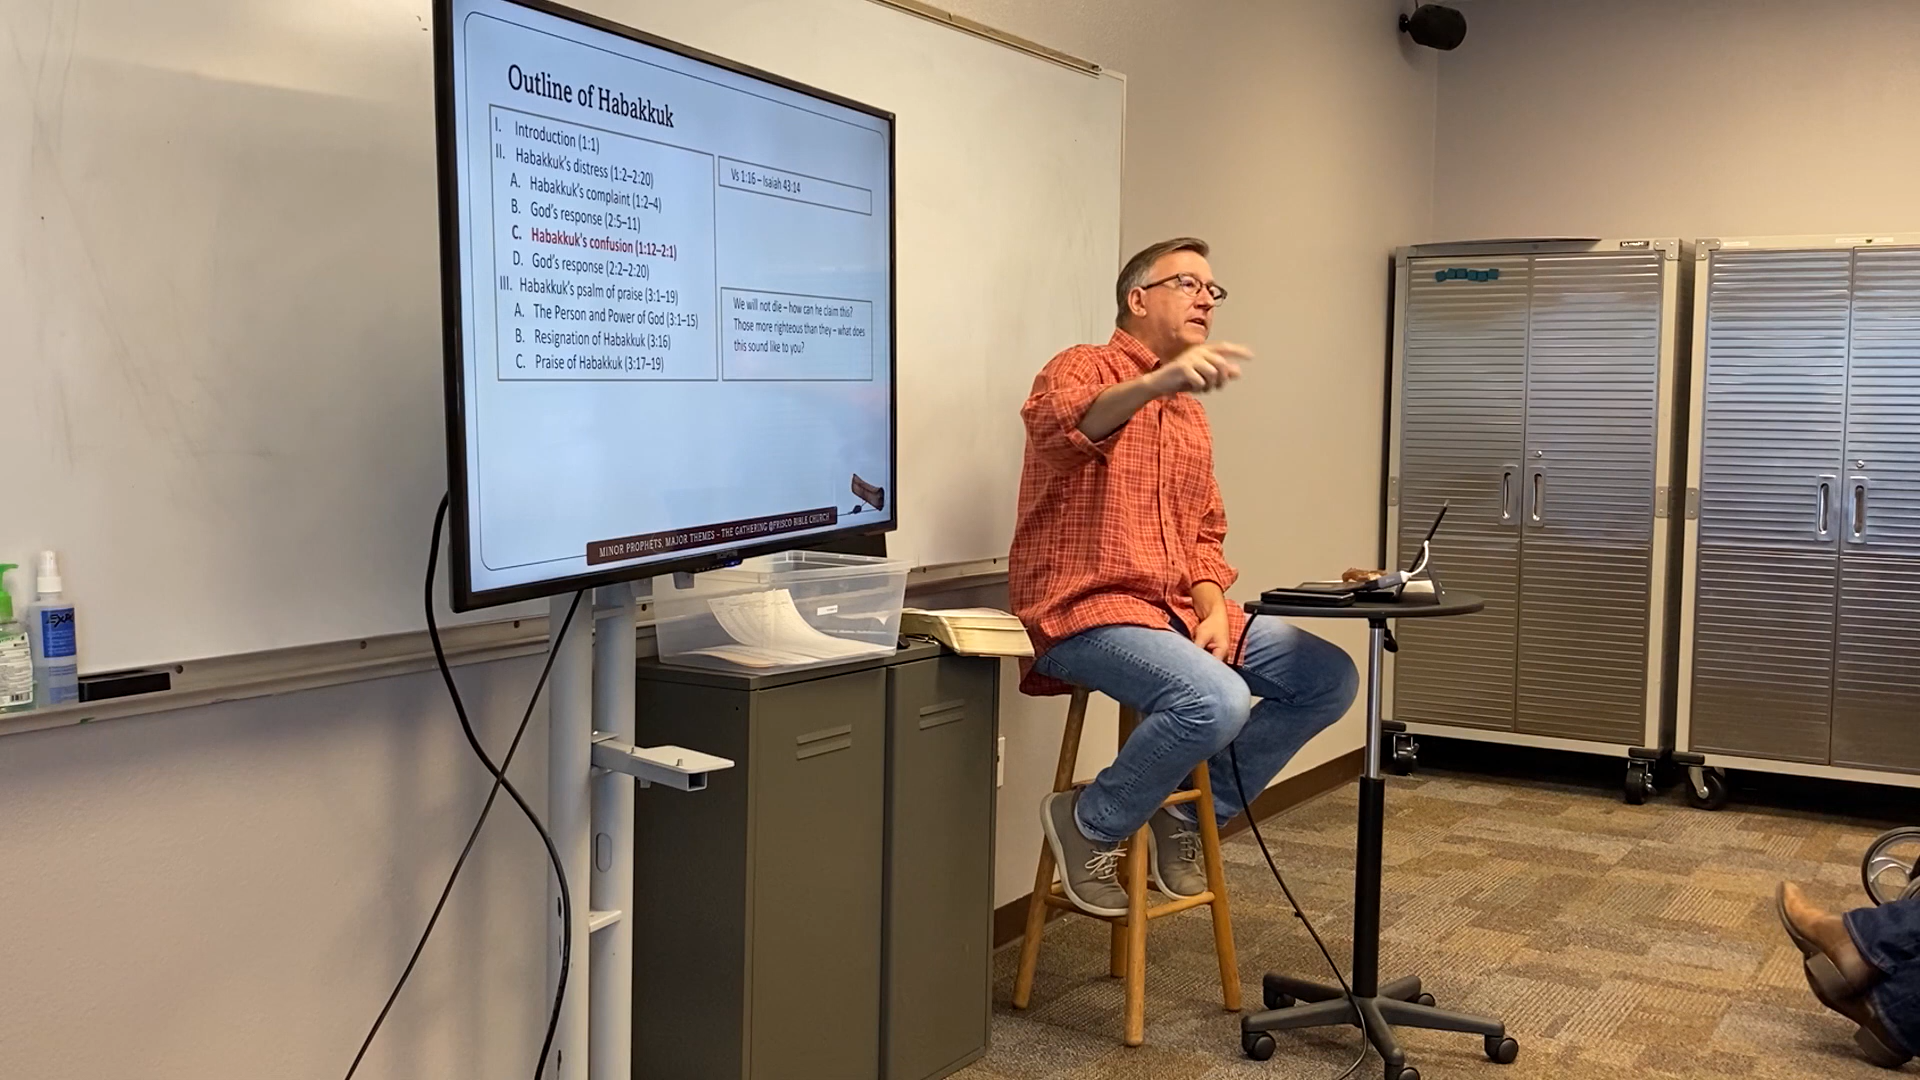 Outline of Habakkuk
I. Introduction (1:1)
II. Habakkuk's distress (1:2–2:20)
A. Habakkuk's complaint (1:2–4)
B. God's response (2:5–11)
C. Habakkuk's confusion (1:12–2:1)
D. God's response (2:2–2:20)
III. Habakkuk's psalm of praise (3:1–19)
A. The Person and Power of God (3:1–15)
B. Resignation of Habakkuk (3:16)
C. Praise of Habakkuk (3:17–19)
Vs 1:16 – Isaiah 43:14
We will not die – how can he claim this?
Those more righteous than they – what does
this sound like to you?
MINOR PROPHETS, MAJOR THEMES – THE GATHERING @FRISCO BIBLE CHURCH
SCEPTRE
EXPO